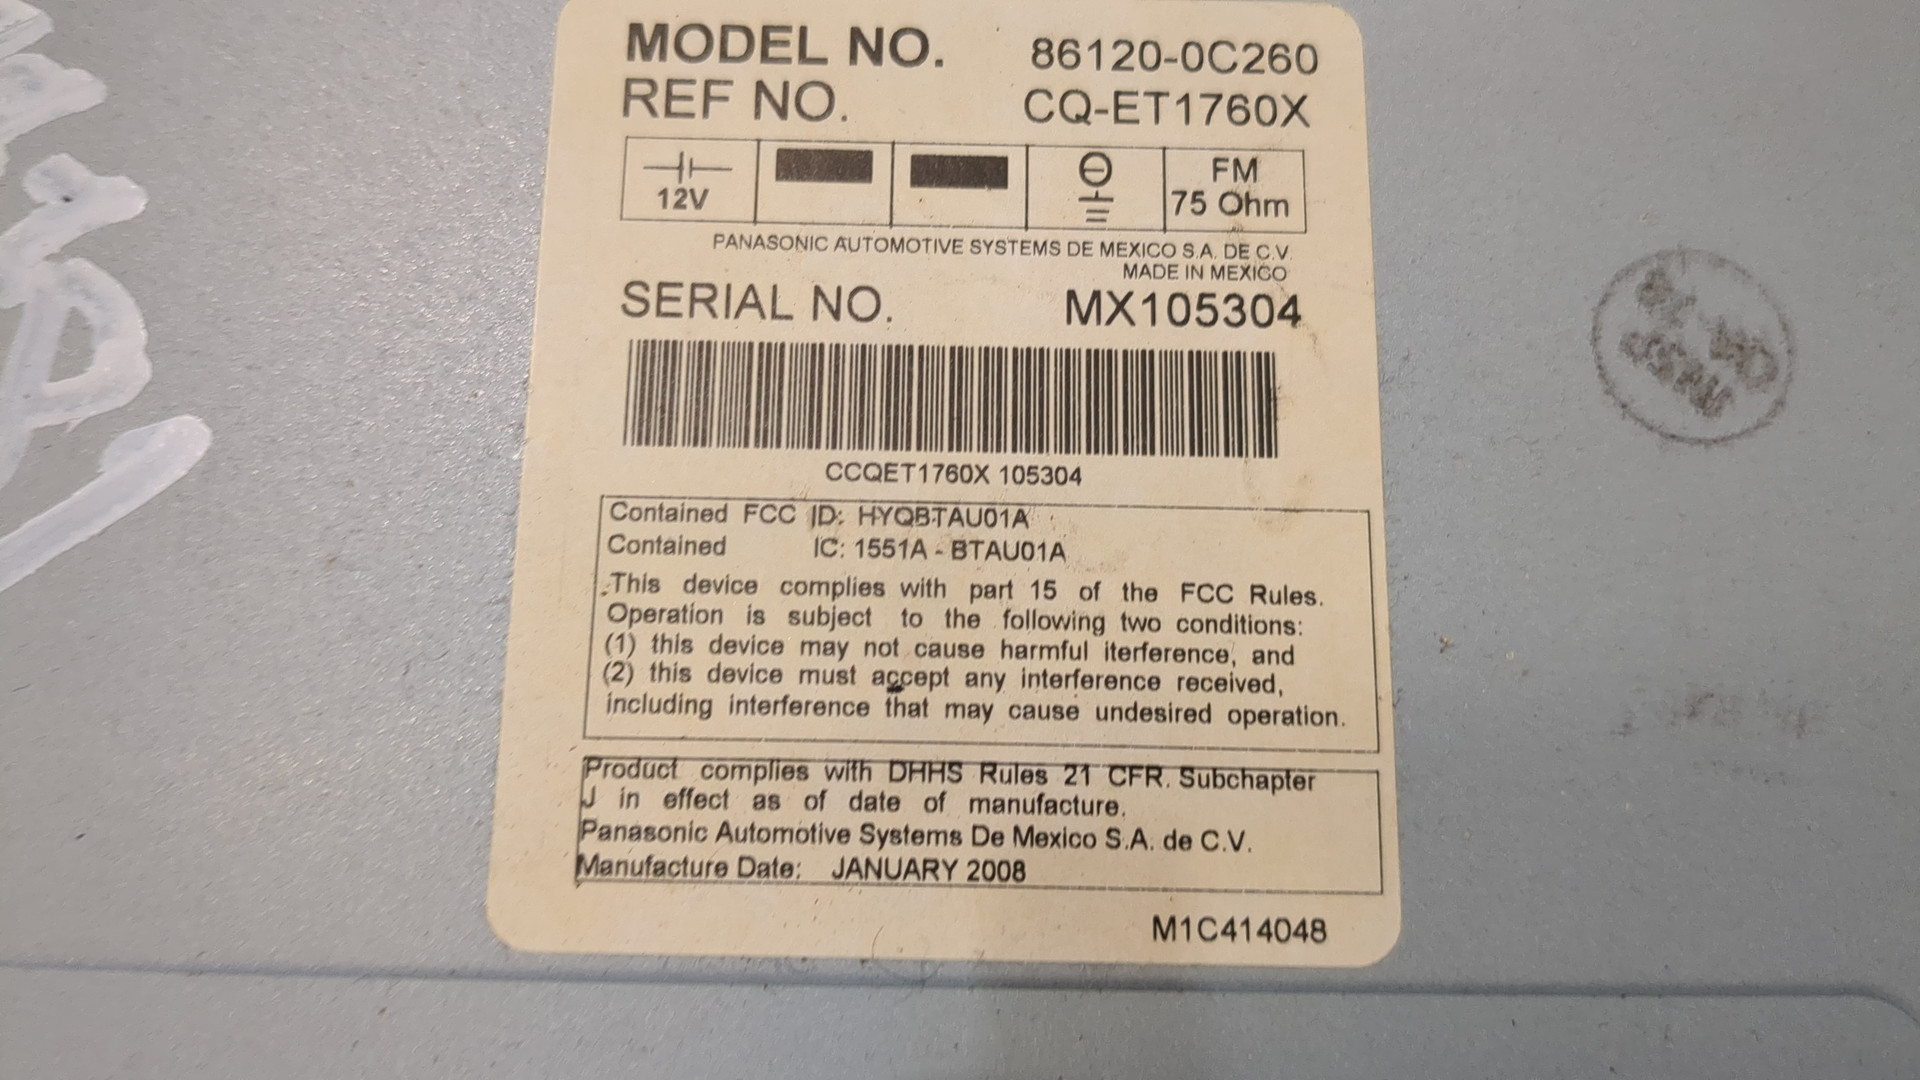 MODEL NO. 86120-0C260
REF NO. CQ-ET1760X
12V
FM
75 Ohm
PANASONIC AUTOMOTIVE SYSTEMS DE MEXICO S.A. DE C.V.
MADE IN MEXICO
SERIAL NO. MX105304
CCQET1760X 105304
Contained FCC ID: HYQBTAU01A
Contained IC: 1551A - BTAU01A
This device complies with part 15 of the FCC Rules.
Operation is subject to the following two conditions:
(1) this device may not cause harmful iterference, and
(2) this device must accept any interference received,
including interference that may cause undesired operation.
Product complies with DHHS Rules 21 CFR. Subchapter
J in effect as of date of manufacture.
Panasonic Automotive Systems De Mexico S.A. de C.V.
Manufacture Date: JANUARY 2008
M1C414048